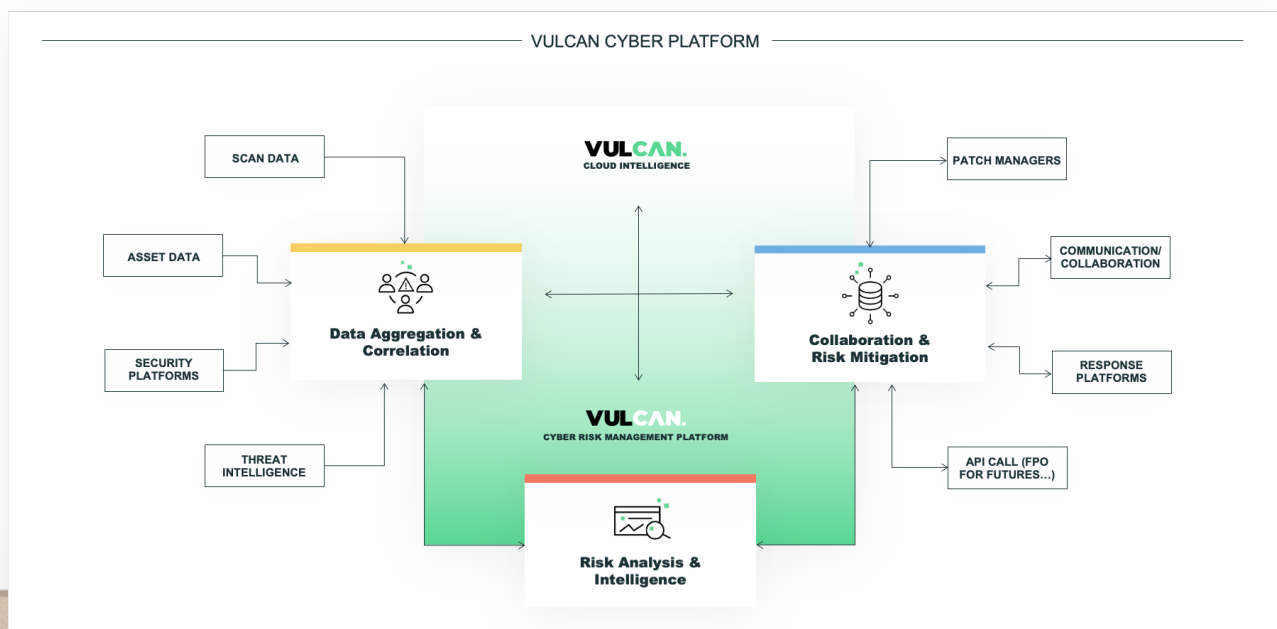 VULCAN CYBER PLATFORM
SCAN DATA
ASSET DATA
SECURITY
PLATFORMS
THREAT
INTELLIGENCE
VULCAN.
CLOUD INTELLIGENCE
Data Aggregation &
Correlation
Collaboration &
Risk Mitigation
VULCAN.
CYBER RISK MANAGEMENT PLATFORM
Risk Analysis &
Intelligence
PATCH MANAGERS
COMMUNICATION/
COLLABORATION
RESPONSE
PLATFORMS
API CALL (FPO
FOR FUTURES...)